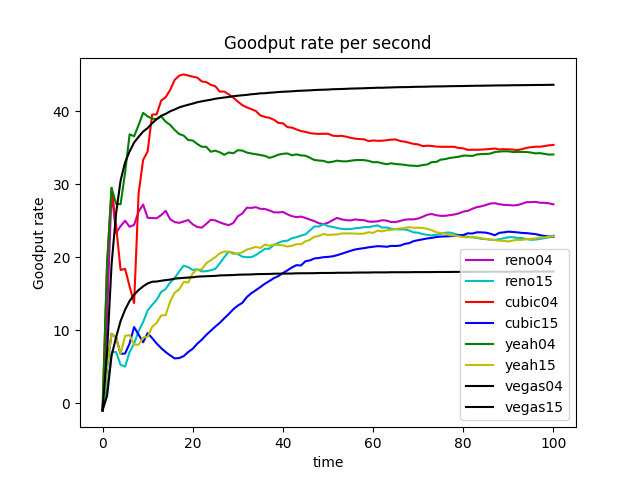 Goodput rate per second
Goodput rate
40
30
20
10
0
0 20 40 60 80 100
time
reno04
reno15
cubic04
cubic15
yeah04
yeah15
vegas04
vegas15